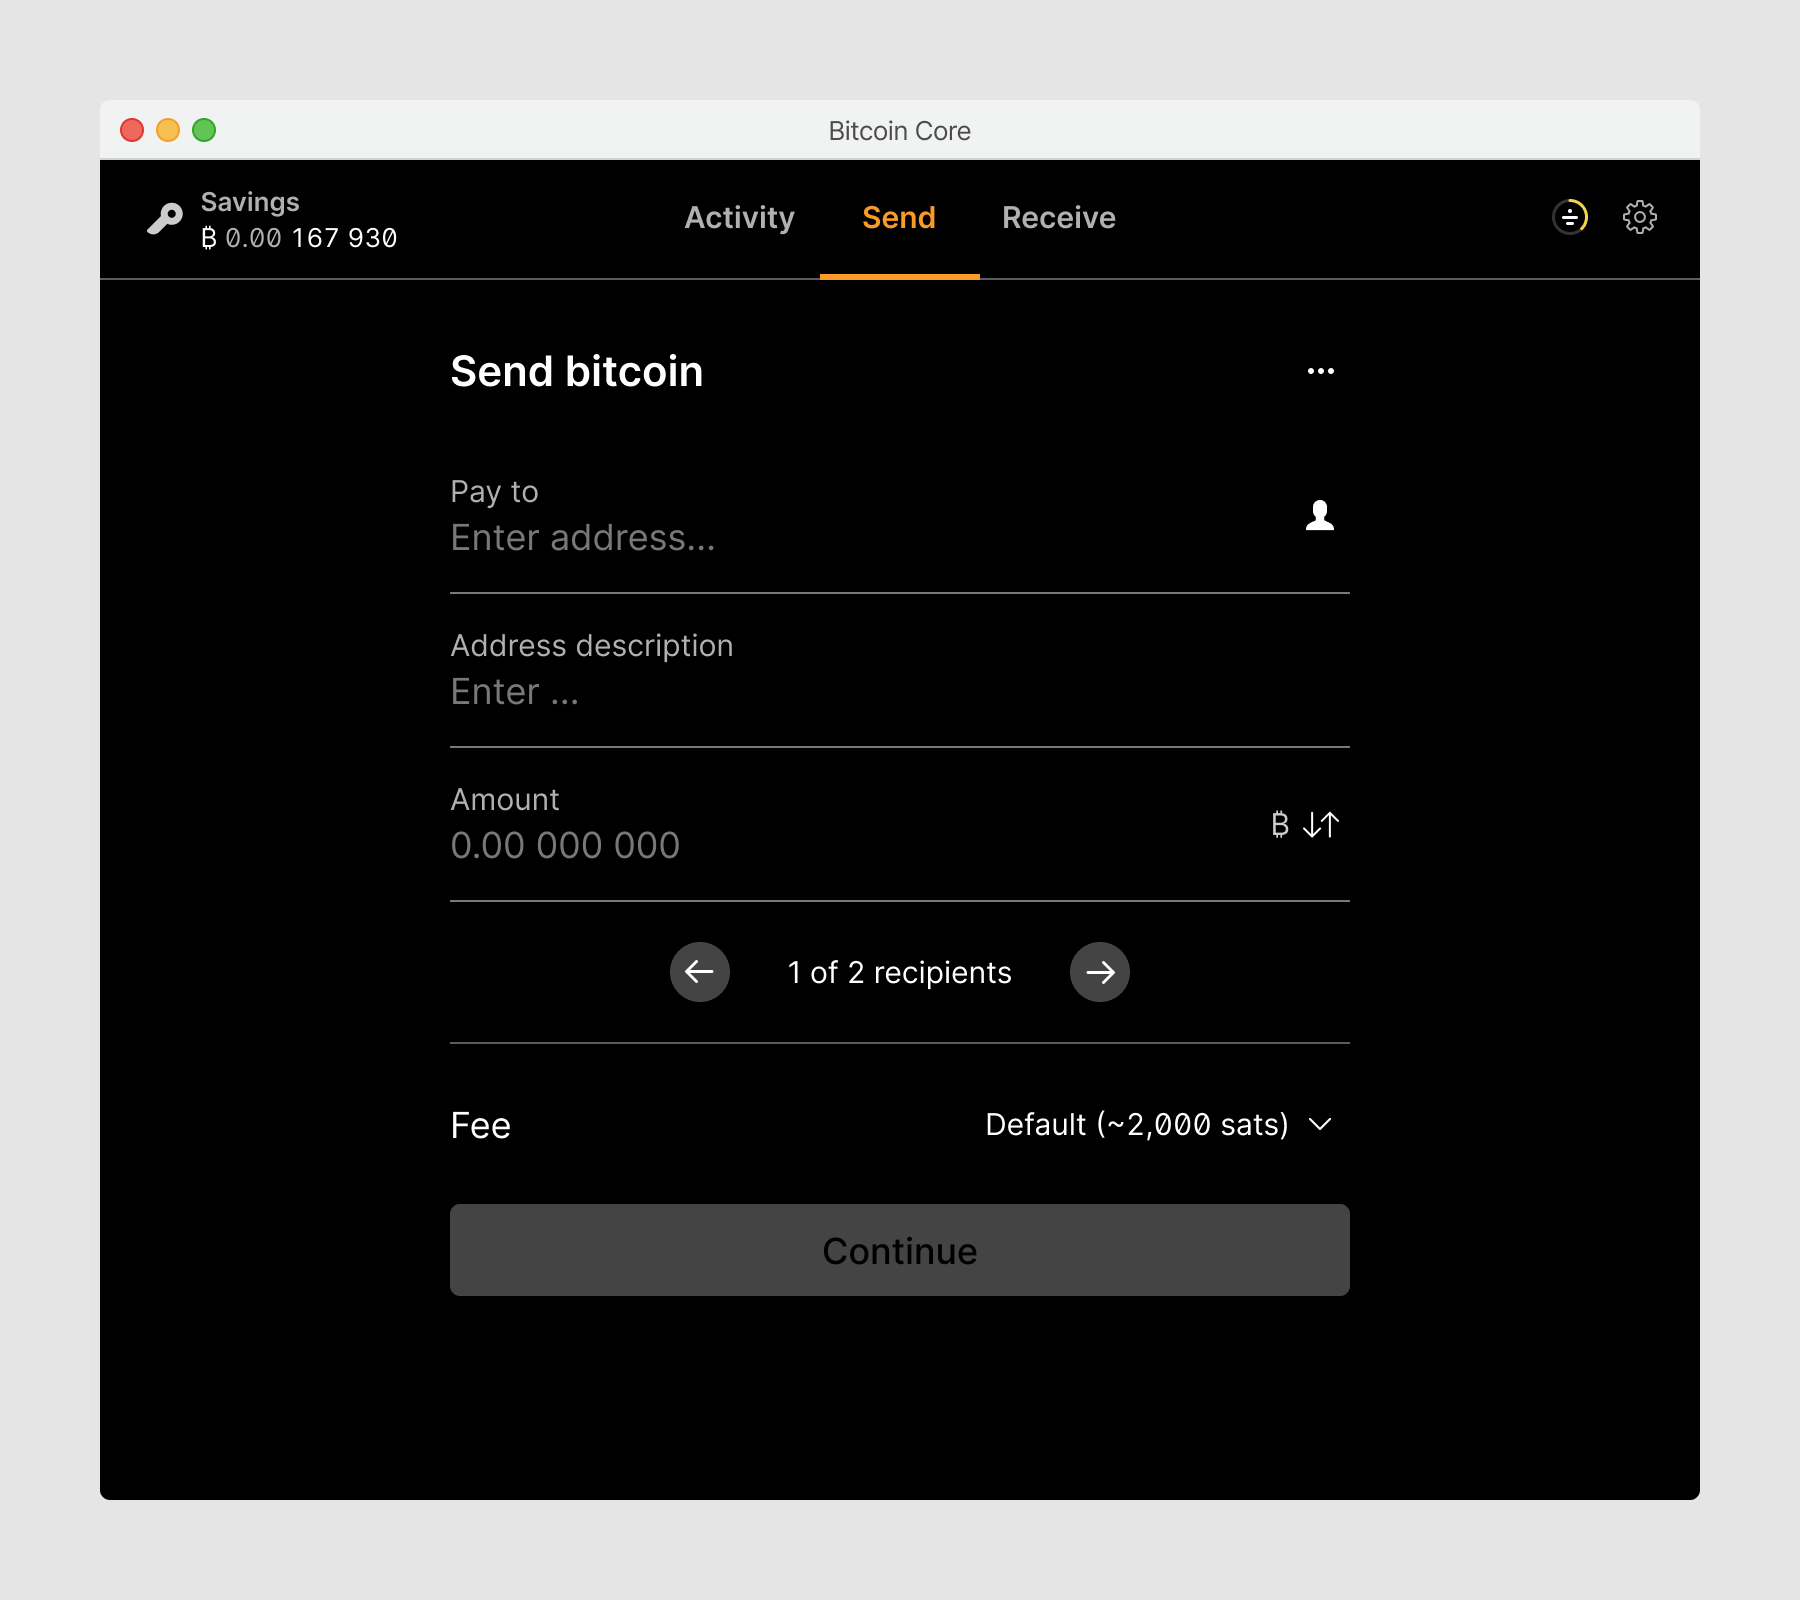 Bitcoin Core
Savings
₿ 0.00 167 930
Activity
Send
Receive
Send bitcoin
Pay to
Enter address...
Address description
Enter ...
Amount
0.00 000 000
₿
1 of 2 recipients
Fee
Default (~2,000 sats)
Continue